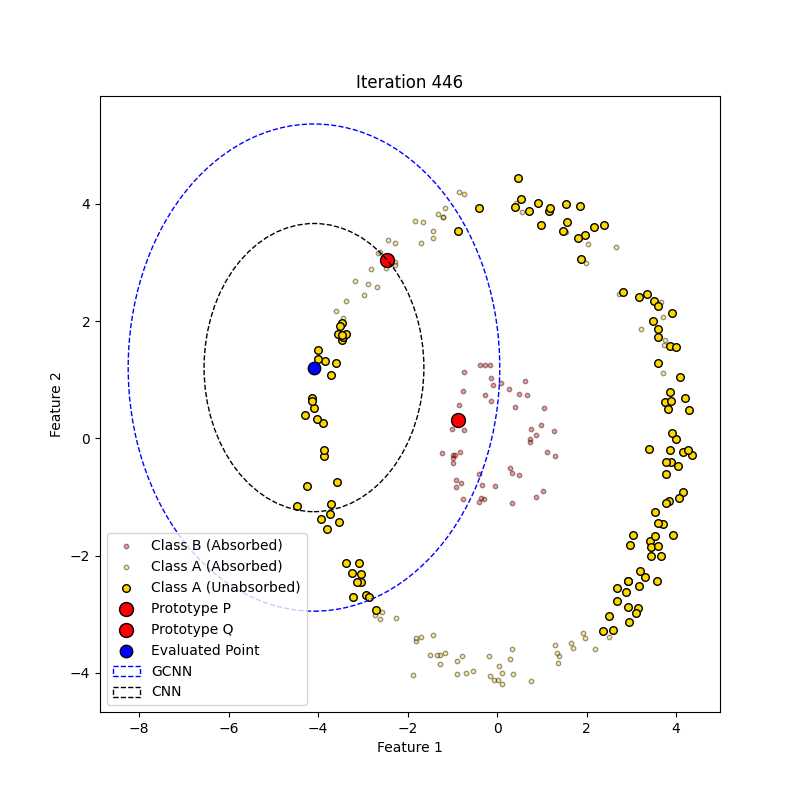 Iteration 446
Feature 2
4
2
0
−2
−4
Class B (Absorbed)
Class A (Absorbed)
Class A (Unabsorbed)
Prototype P
Prototype Q
Evaluated Point
GCNN
CNN
−8 −6 −4 −2 0 2 4
Feature 1